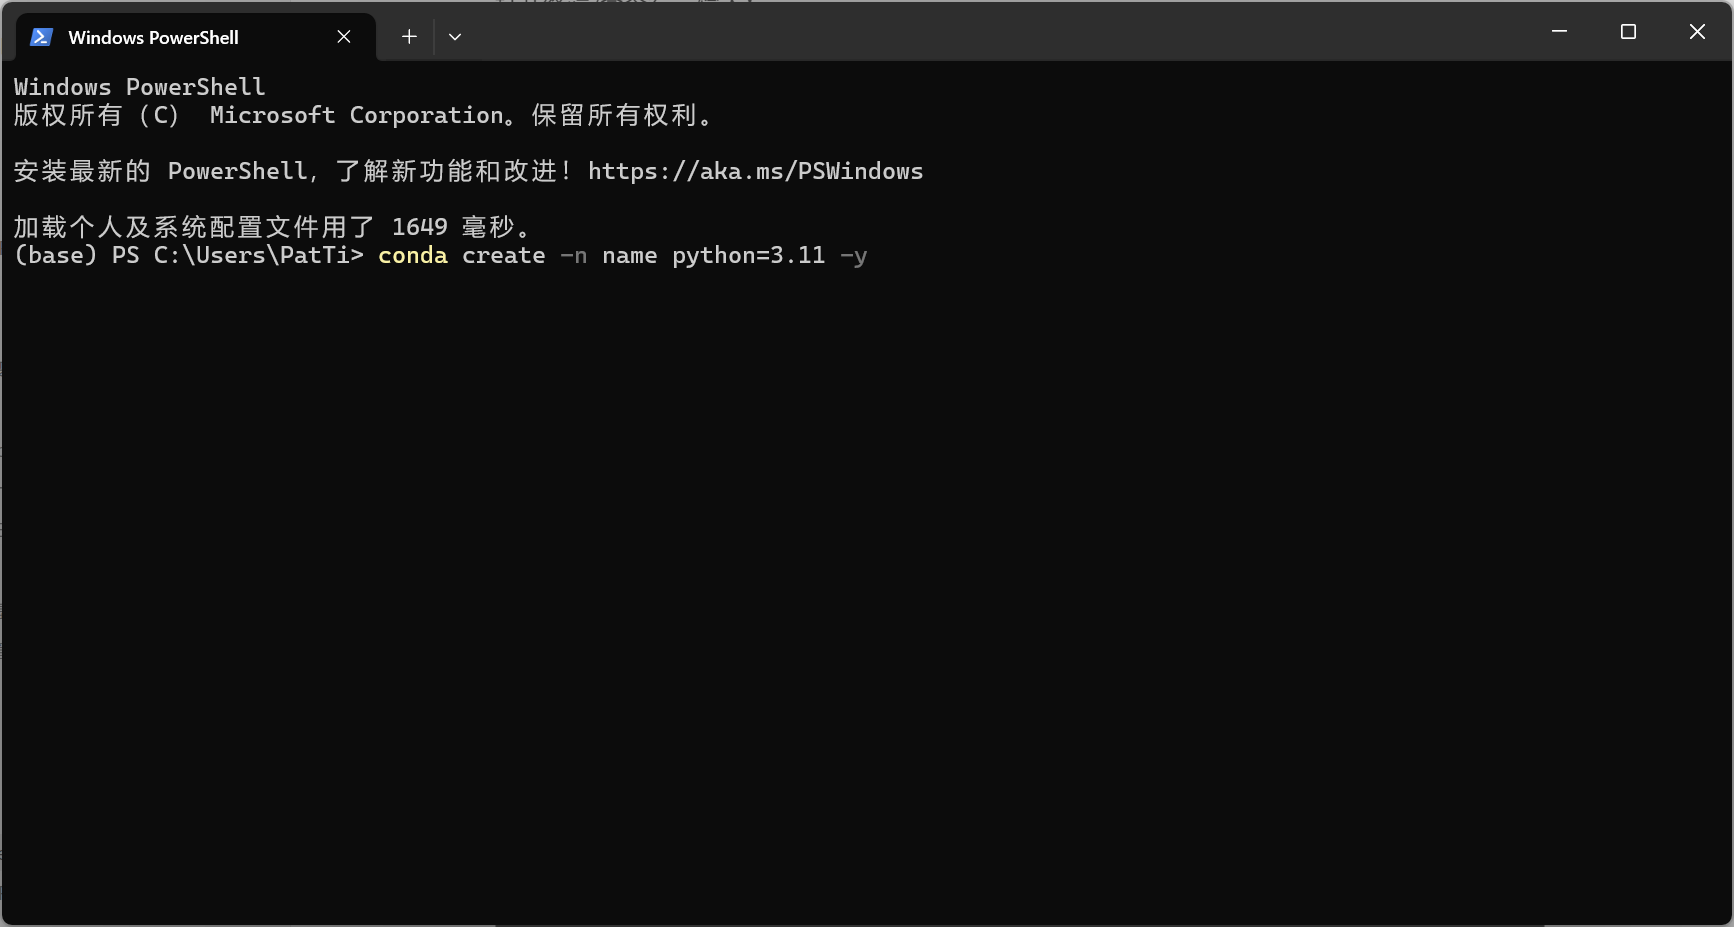 Windows PowerShell
Windows PowerShell
版权所有 (C) Microsoft Corporation。保留所有权利。
安装最新的 PowerShell，了解新功能和改进！https://aka.ms/PSWindows
加载个人及系统配置文件用了 1649 毫秒。
(base) PS C:\Users\PatTi> conda create -n name python=3.11 -y